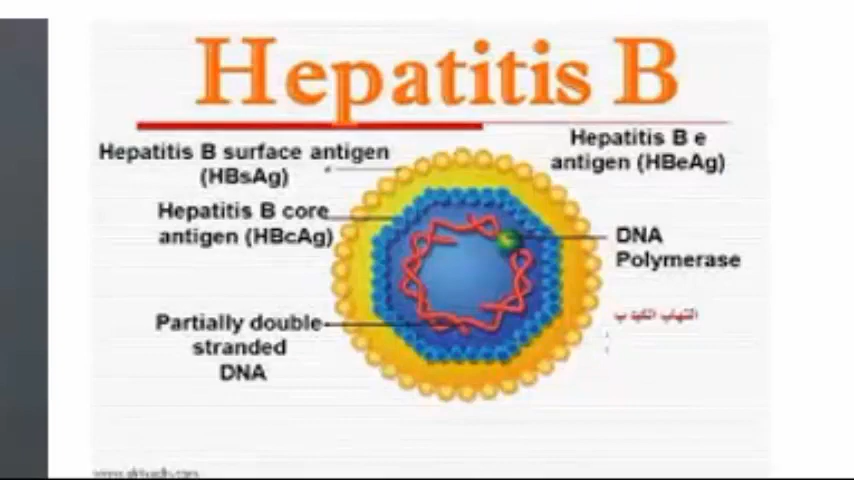 Hepatitis B
Hepatitis B surface antigen
(HBsAg)
Hepatitis B e
antigen (HBeAg)
Hepatitis B core
antigen (HBcAg)
DNA
Polymerase
التهاب الكبد ب
Partially double
stranded
DNA